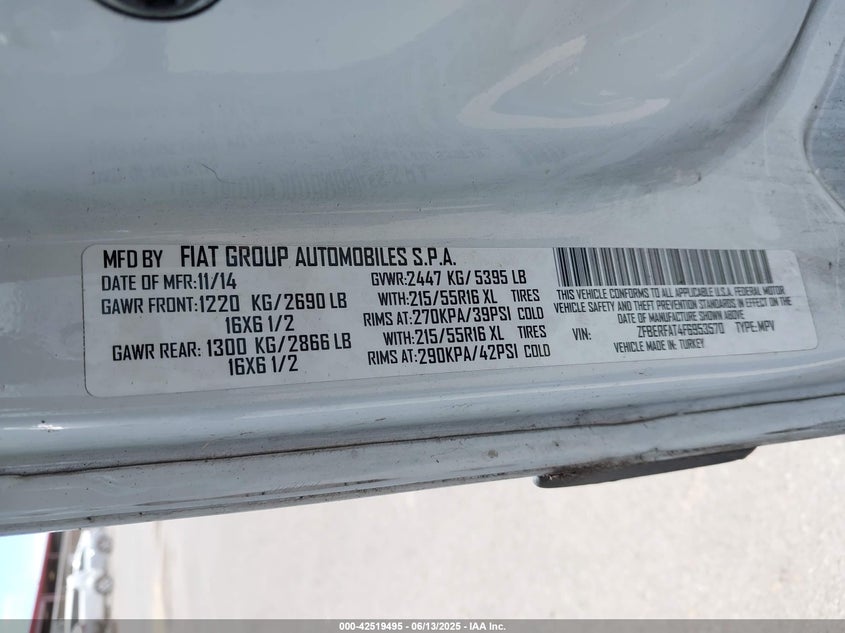 MFD BY FIAT GROUP AUTOMOBILES S.P.A.
DATE OF MFR:11/14 GVWR:2447 KG/5395 LB
GAWR FRONT:1220 KG/2690 LB WITH:215/55R16 XL TIRES
16X6 1/2 RIMS AT:270KPA/39PSI COLD
GAWR REAR: 1300 KG/2866 LB WITH:215/55R16 XL TIRES
16X6 1/2 RIMS AT:290KPA/42PSI COLD
THIS VEHICLE CONFORMS TO ALL APPLICABLE U.S.A. FEDERAL MOTOR
VEHICLE SAFETY AND THEFT PREVENTION STANDARDS IN EFFECT ON THE
DATE OF MANUFACTURE SHOWN ABOVE
VIN: ZFBERFAT4F6953570 TYPE:MPV
VEHICLE MADE IN: TURKEY
000-42519495 - 06/13/2025 - IAA Inc.